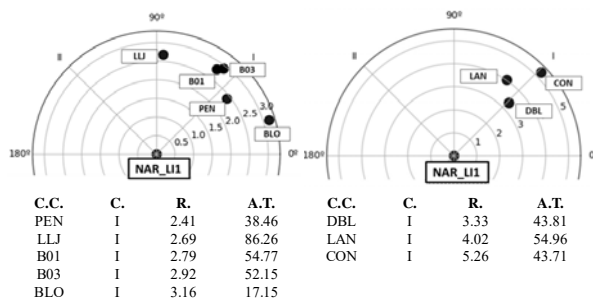 90º
II
I
LLJ
B03
B01
PEN
BLO
0.5
1.0
1.5
2.0
2.5
3.0
180º
0º
NAR_LI1
C.C. C. R. A.T.
PEN I 2.41 38.46
LLJ I 2.69 86.26
B01 I 2.79 54.77
B03 I 2.92 52.15
BLO I 3.16 17.15
90º
II
I
LAN
CON
DBL
1
2
3
5
180º
NAR_LI1
C.C. C. R. A.T.
DBL I 3.33 43.81
LAN I 4.02 54.96
CON I 5.26 43.71